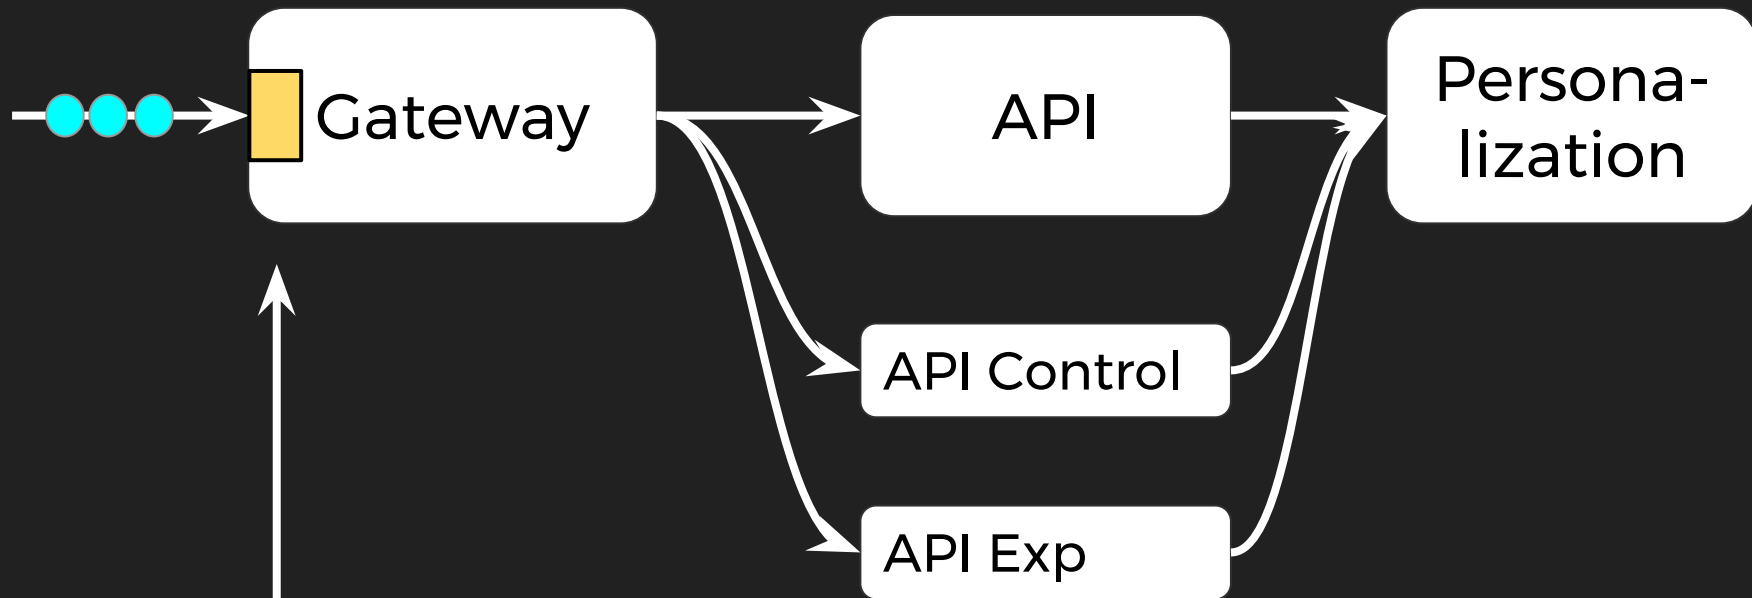 Gateway
API
Persona-
lization
API Control
API Exp